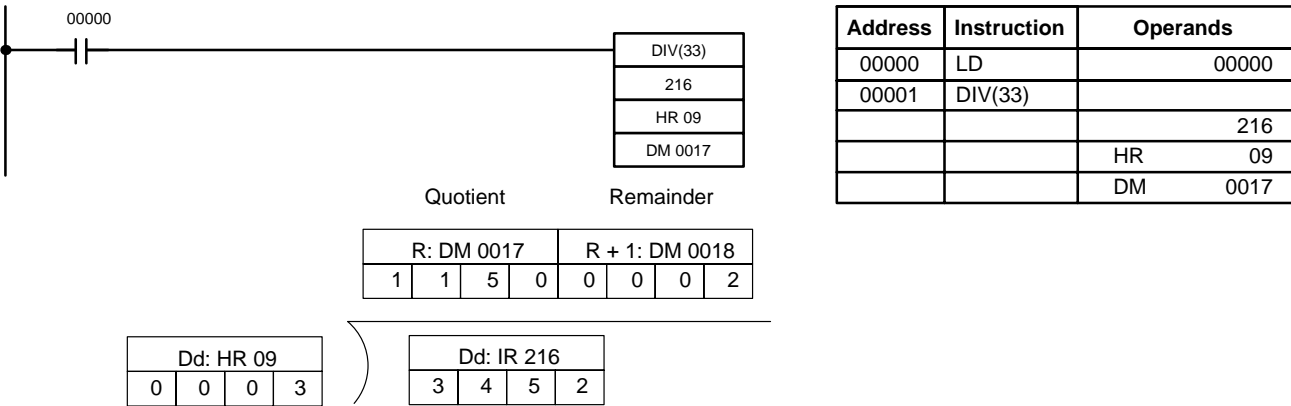 00000
DIV(33)
216
HR 09
DM 0017
Address Instruction Operands
00000 LD 00000
00001 DIV(33)
216
HR 09
DM 0017
Quotient Remainder
R: DM 0017 R + 1: DM 0018
1 1 5 0 0 0 0 2
Dd: HR 09 Dd: IR 216
0 0 0 3 3 4 5 2